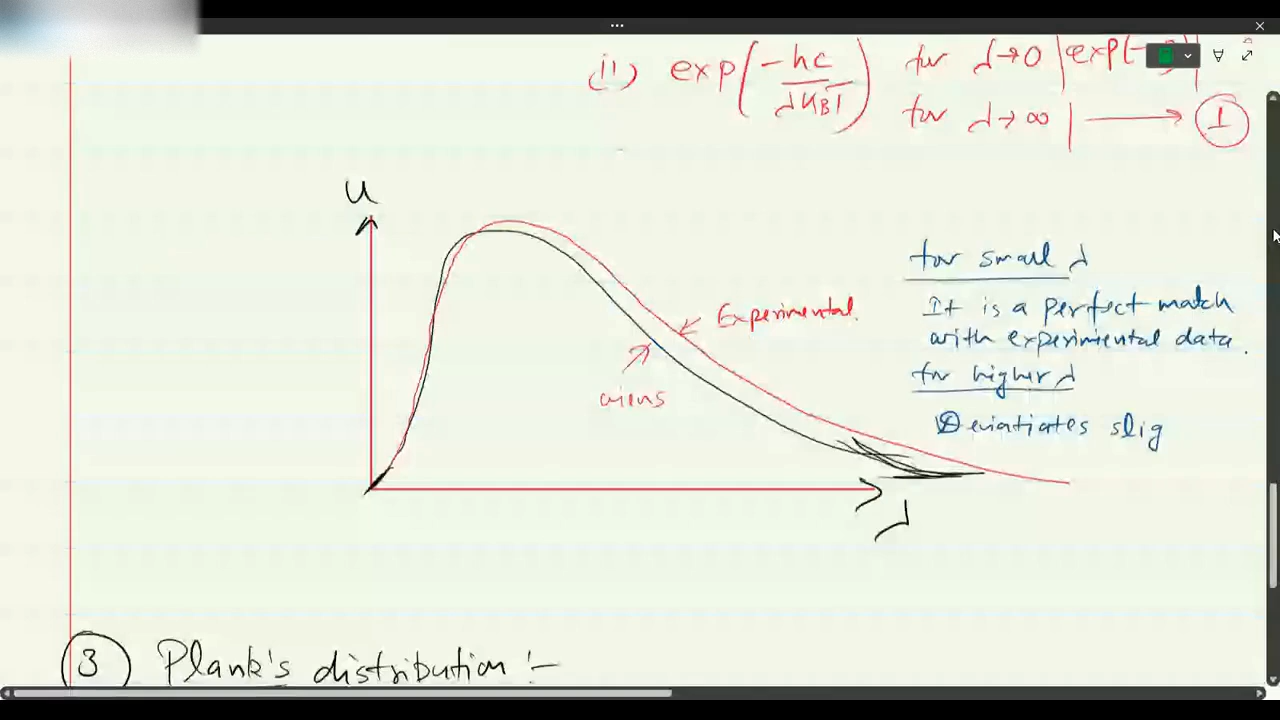 (ii) exp(-hc/λK_BT) for λ→0 | exp(-
for λ→∞ | → 1
u
for small λ
It is a perfect match
with experimental data.
for higher λ
Deviatiates slig
Experimental.
wiens
λ
3 Plank's distribution :-